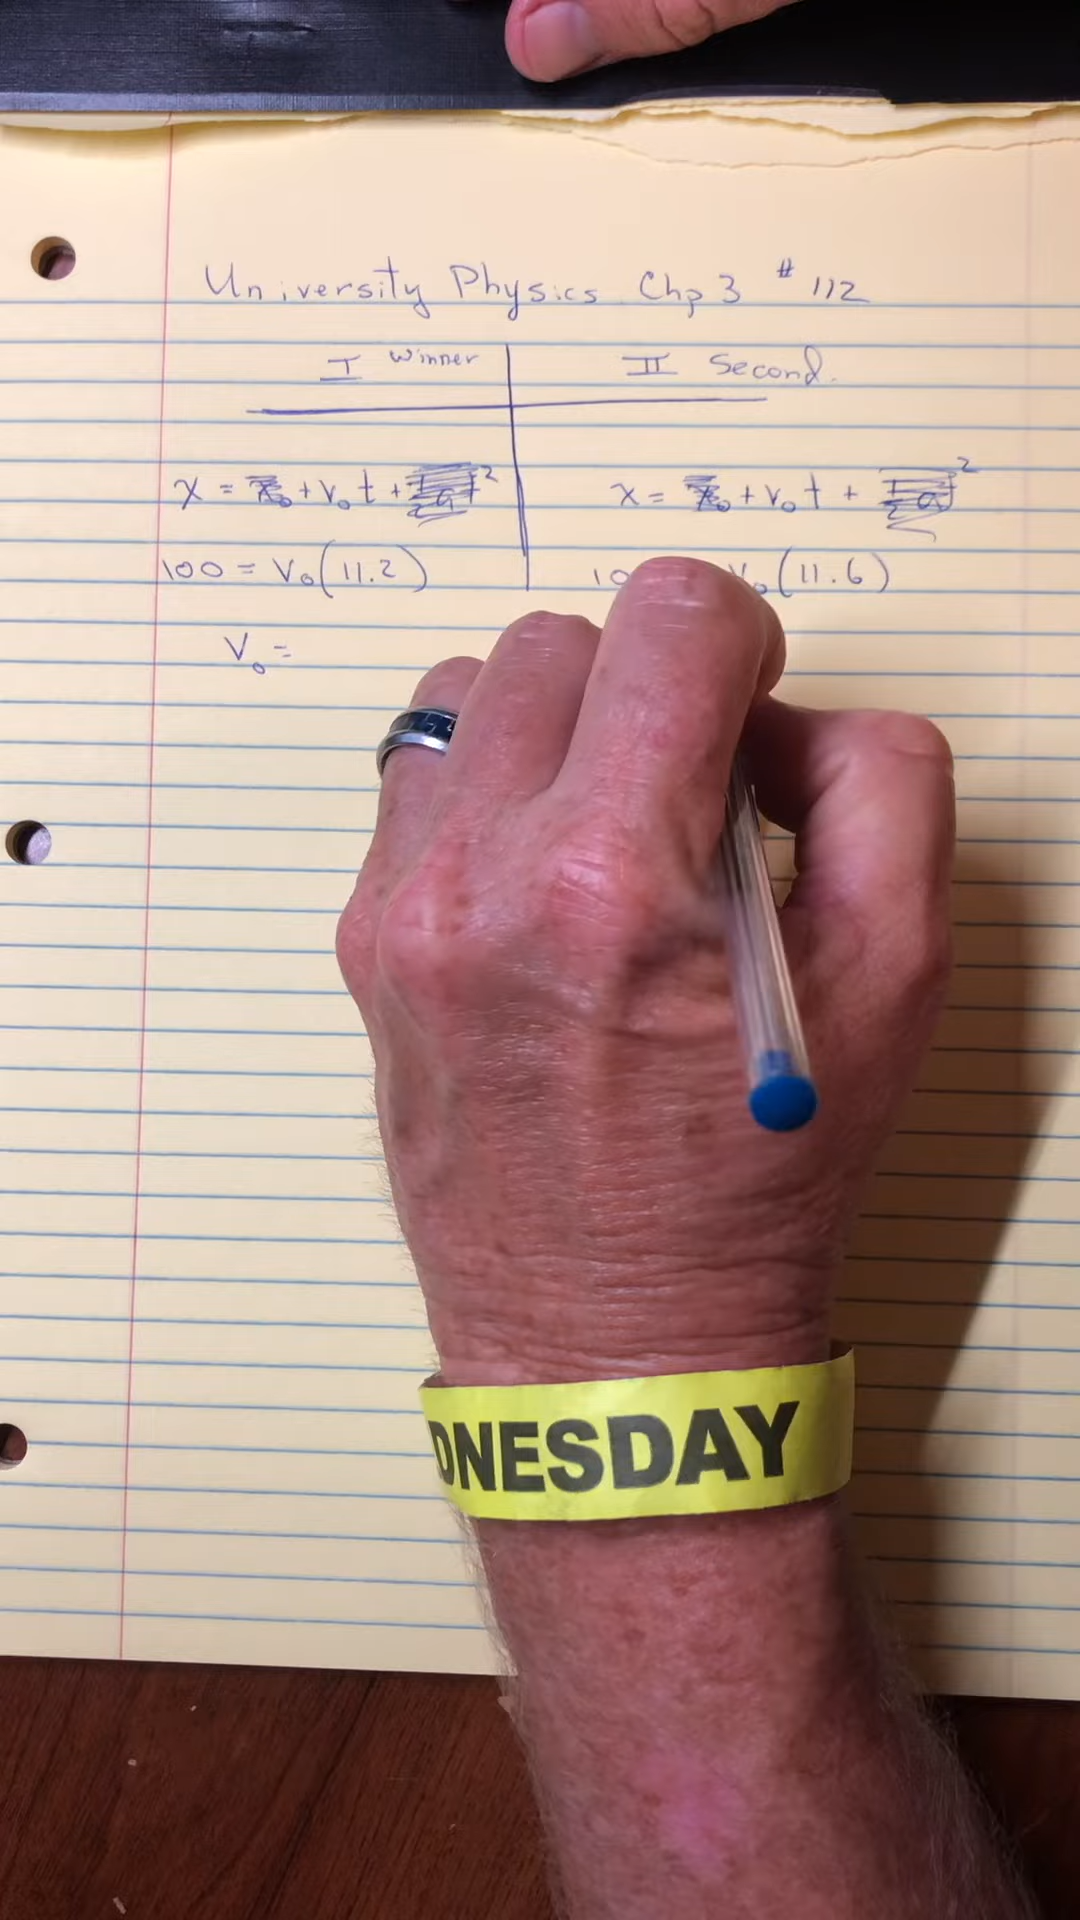 University Physics Chp 3 # 112
I Winner
II Second.
x = x₀ + v₀t + ½at²
x = x₀ + v₀t + ½at²
100 = V₀(11.2)
10 V₀(11.6)
V₀ =
DNESDAY